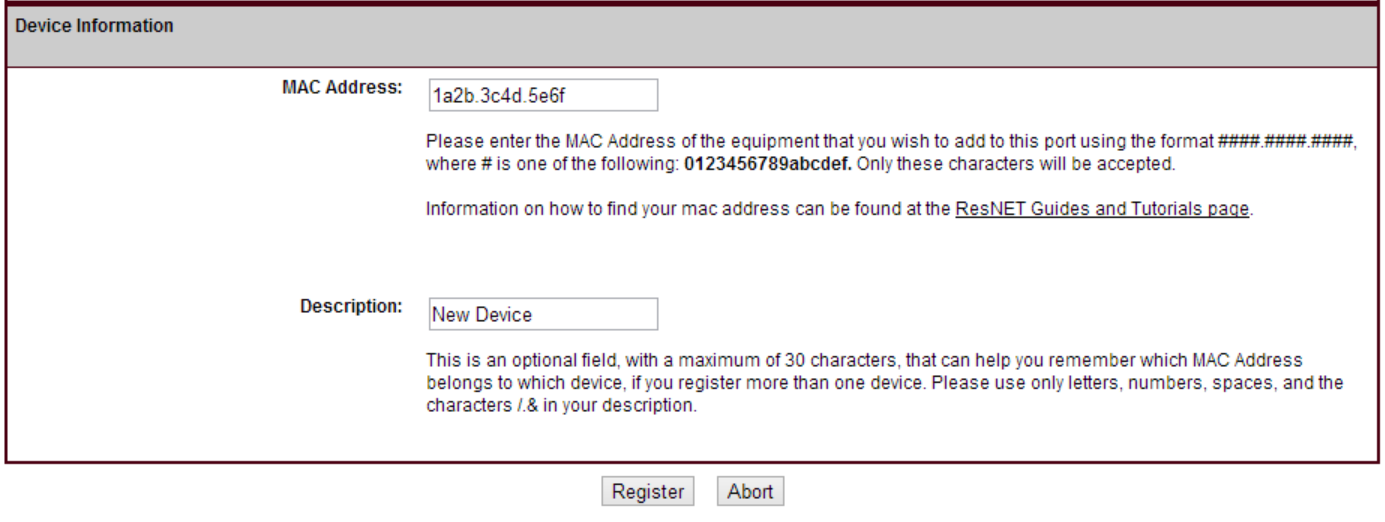 Device Information
MAC Address:
1a2b.3c4d.5e6f
Please enter the MAC Address of the equipment that you wish to add to this port using the format ####.####.####,
where # is one of the following: 0123456789abcdef. Only these characters will be accepted.
Information on how to find your mac address can be found at the ResNET Guides and Tutorials page.
Description:
New Device
This is an optional field, with a maximum of 30 characters, that can help you remember which MAC Address
belongs to which device, if you register more than one device. Please use only letters, numbers, spaces, and the
characters /.& in your description.
Register Abort